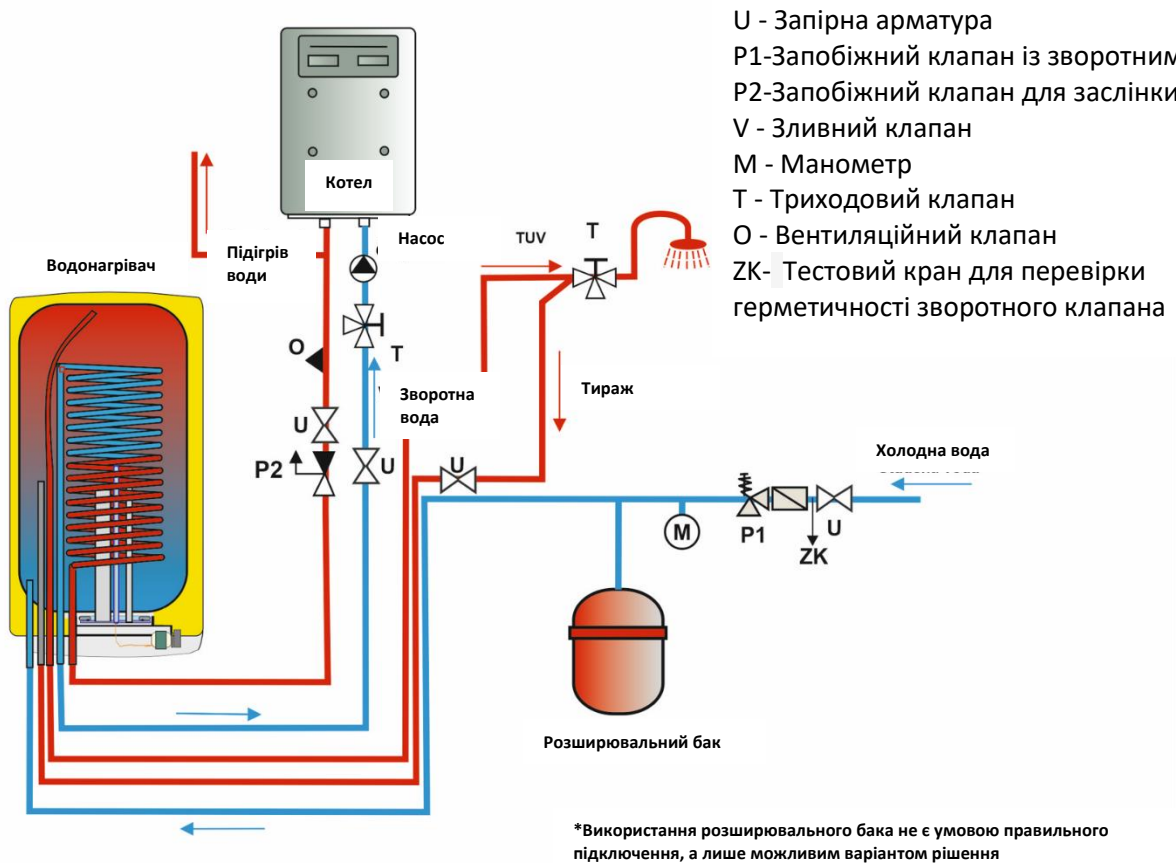 U - Запірна арматура
P1-Запобіжний клапан із зворотним
P2-Запобіжний клапан для заслінки
V - Зливний клапан
M - Манометр
T - Триходовий клапан
O - Вентиляційний клапан
ZK- Тестовий кран для перевірки
герметичності зворотного клапана
Котел
Насос
TUV
T
Водонагрівач
Підігрів
води
O
T
Зворотна
вода
Тираж
U
P2
U
U
Холодна вода
M
P1
U
ZK
Розширювальний бак
*Використання розширювального бака не є умовою правильного
підключення, а лише можливим варіантом рішення